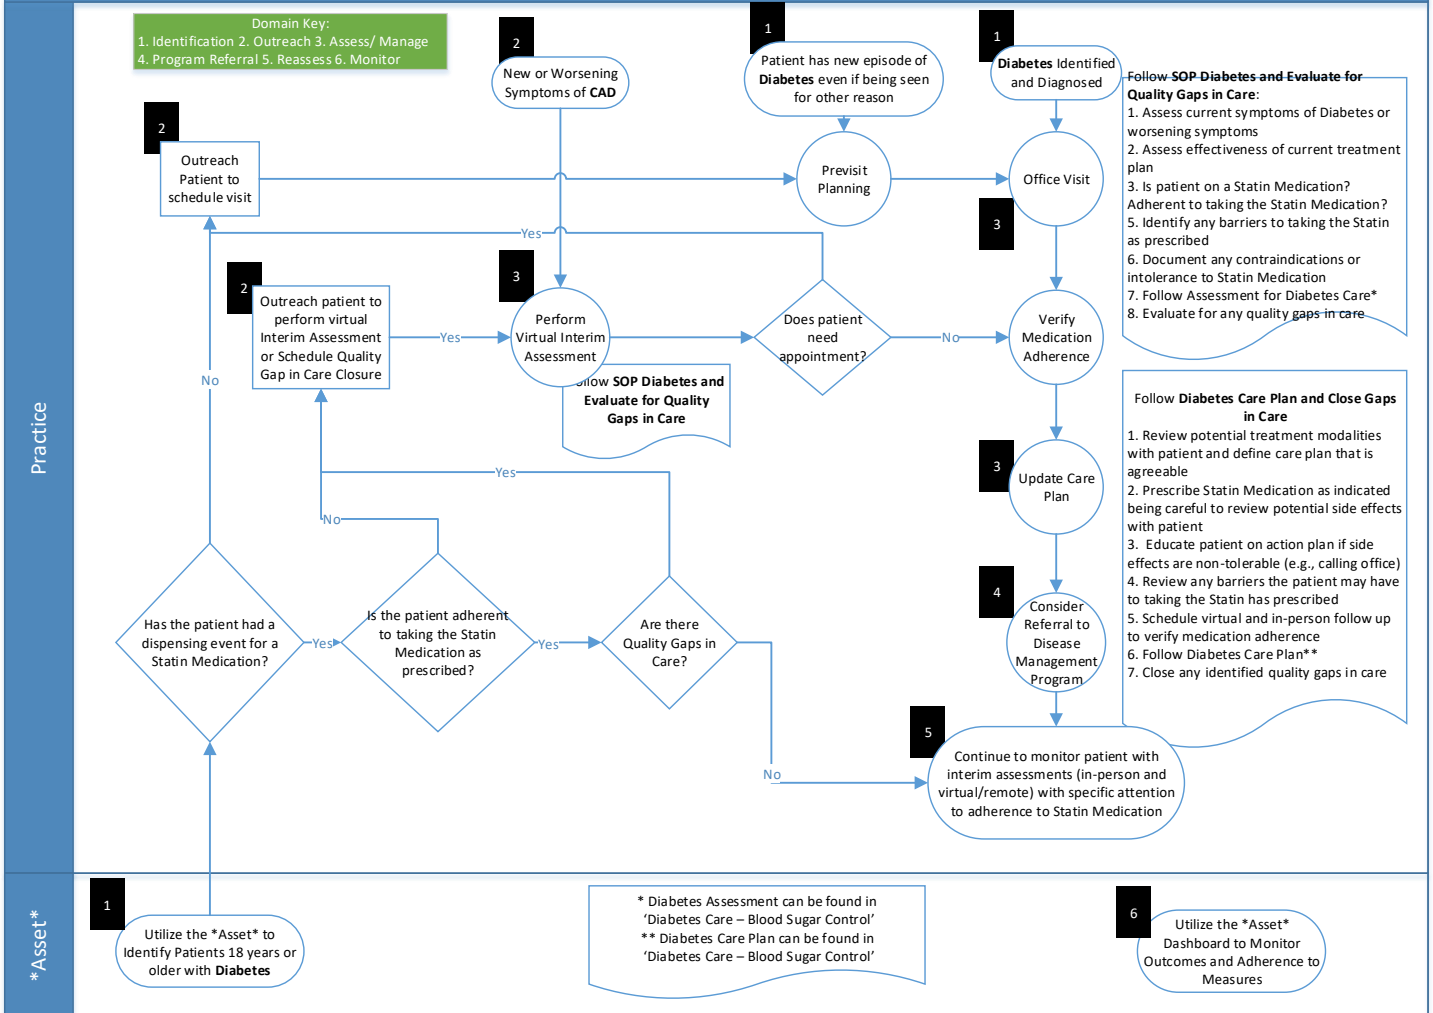 Domain Key:
1. Identification 2. Outreach 3. Assess/ Manage
4. Program Referral 5. Reassess 6. Monitor
2
New or Worsening
Symptoms of CAD
1
Patient has new episode of
Diabetes even if being seen
for other reason
1
Diabetes Identified
and Diagnosed
Follow SOP Diabetes and Evaluate for
Quality Gaps in Care:
1. Assess current symptoms of Diabetes or
worsening symptoms
2. Assess effectiveness of current treatment
plan
3. Is patient on a Statin Medication?
Adherent to taking the Statin Medication?
5. Identify any barriers to taking the Statin
as prescribed
6. Document any contraindications or
intolerance to Statin Medication
7. Follow Assessment for Diabetes Care*
8. Evaluate for any quality gaps in care
2
Outreach
Patient to
schedule visit
Previsit
Planning
Office Visit
3
Yes
2
Outreach patient to
perform virtual
Interim Assessment
or Schedule Quality
Gap in Care Closure
Yes
3
Perform
Virtual Interim
Assessment
Follow SOP Diabetes and
Evaluate for Quality
Gaps in Care
Does patient
need
appointment?
No
Verify
Medication
Adherence
No
Practice
Follow Diabetes Care Plan and Close Gaps
in Care
1. Review potential treatment modalities
with patient and define care plan that is
agreeable
2. Prescribe Statin Medication as indicated
being careful to review potential side effects
with patient
3.  Educate patient on action plan if side
effects are non-tolerable (e.g., calling office)
4. Review any barriers the patient may have
to taking the Statin has prescribed
5. Schedule virtual and in-person follow up
to verify medication adherence
6. Follow Diabetes Care Plan**
7. Close any identified quality gaps in care
Yes
No
3
Update Care
Plan
Has the patient had a
dispensing event for a
Statin Medication?
Yes
Is the patient adherent
to taking the Statin
Medication as
prescribed?
Yes
Are there
Quality Gaps in
Care?
No
4
Consider
Referral to
Disease
Management
Program
5
Continue to monitor patient with
interim assessments (in-person and
virtual/remote) with specific attention
to adherence to Statin Medication
*Asset*
1
Utilize the *Asset* to
Identify Patients 18 years or
older with Diabetes
* Diabetes Assessment can be found in
‘Diabetes Care – Blood Sugar Control’
** Diabetes Care Plan can be found in
‘Diabetes Care – Blood Sugar Control’
6
Utilize the *Asset*
Dashboard to Monitor
Outcomes and Adherence to
Measures